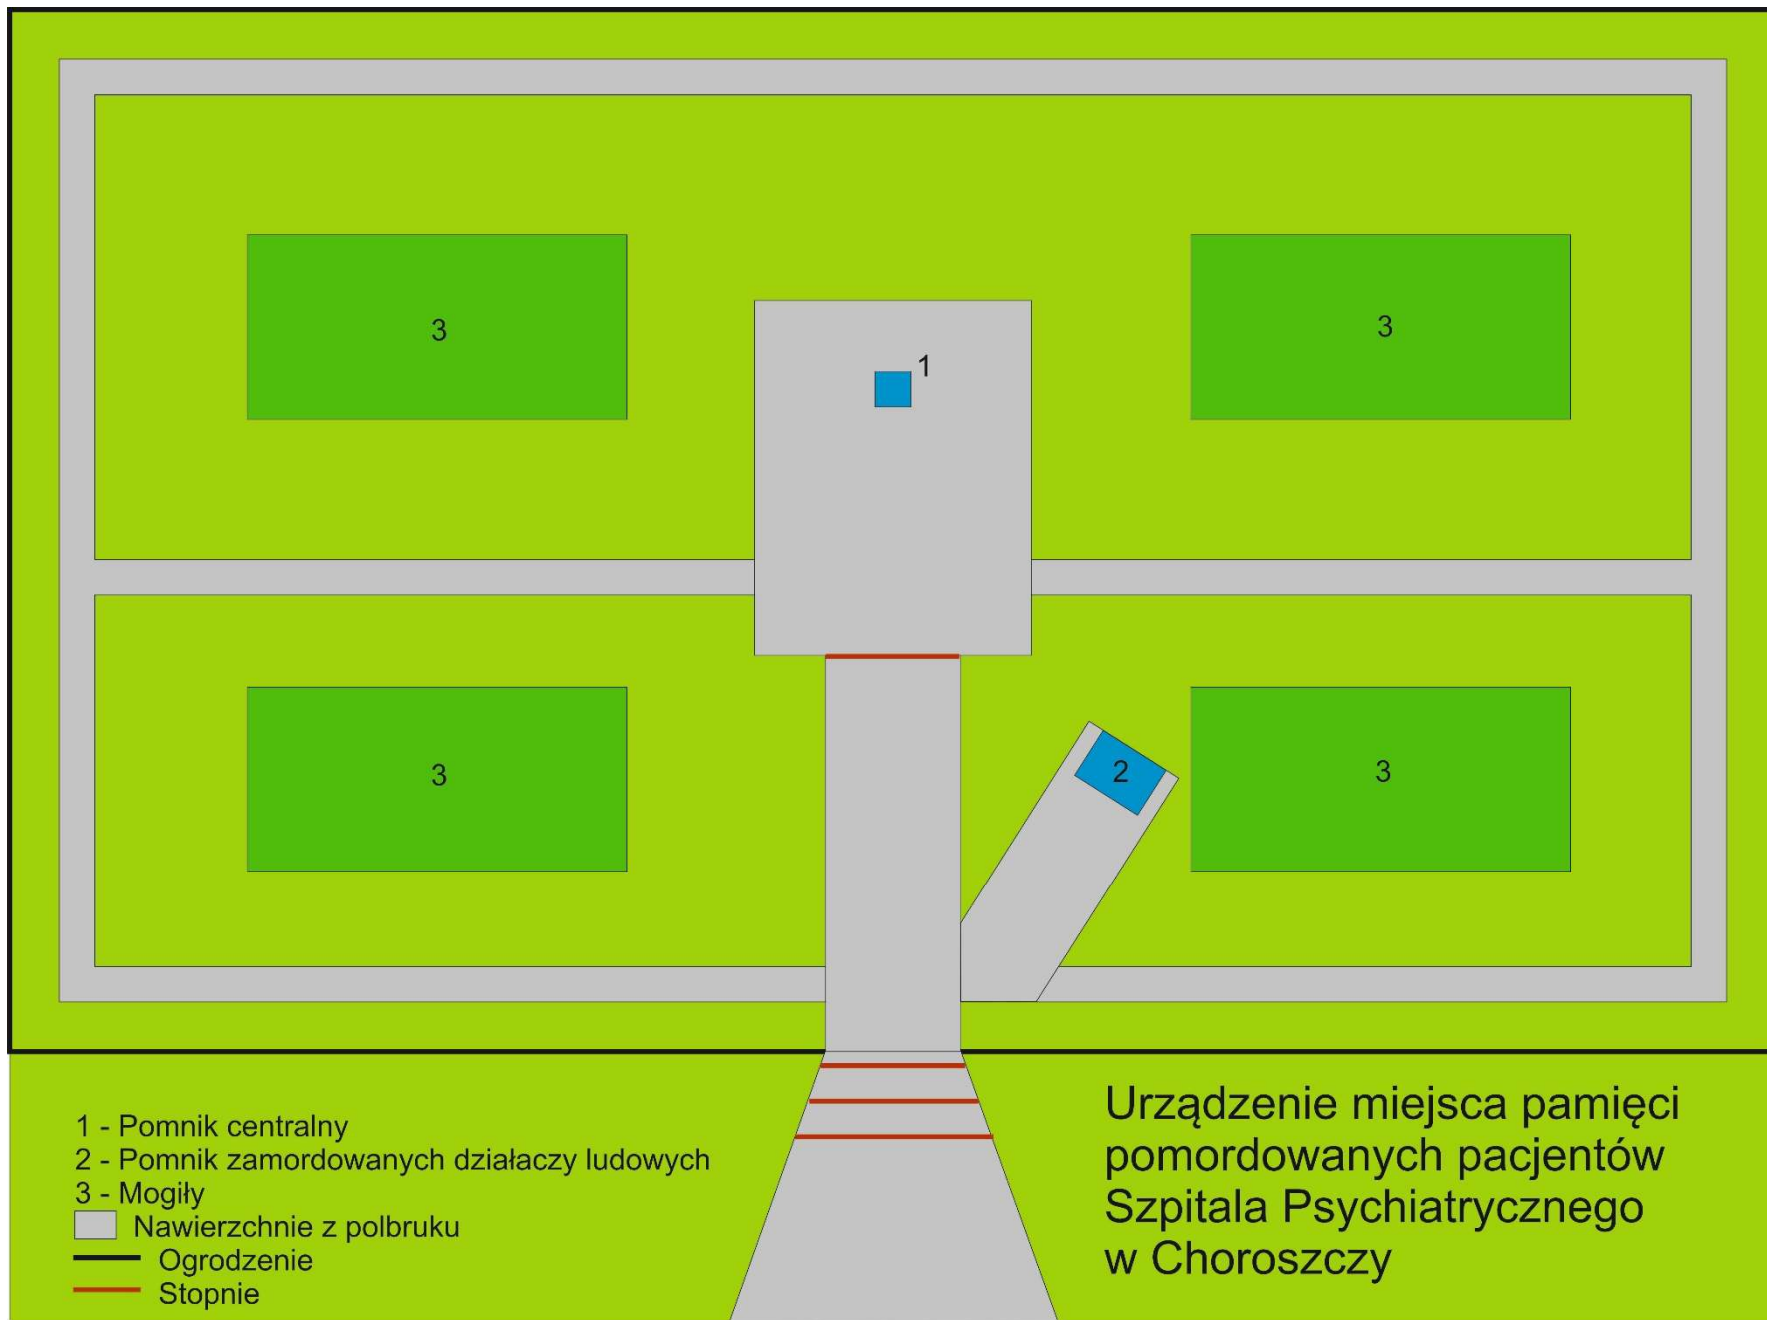 3
3
1
3
2
3
1 - Pomnik centralny
2 - Pomnik zamordowanych działaczy ludowych
3 - Mogiły
Nawierzchnie z polbruku
Ogrodzenie
Stopnie
Urządzenie miejsca pamięci
pomordowanych pacjentów
Szpitala Psychiatrycznego
w Choroszczy